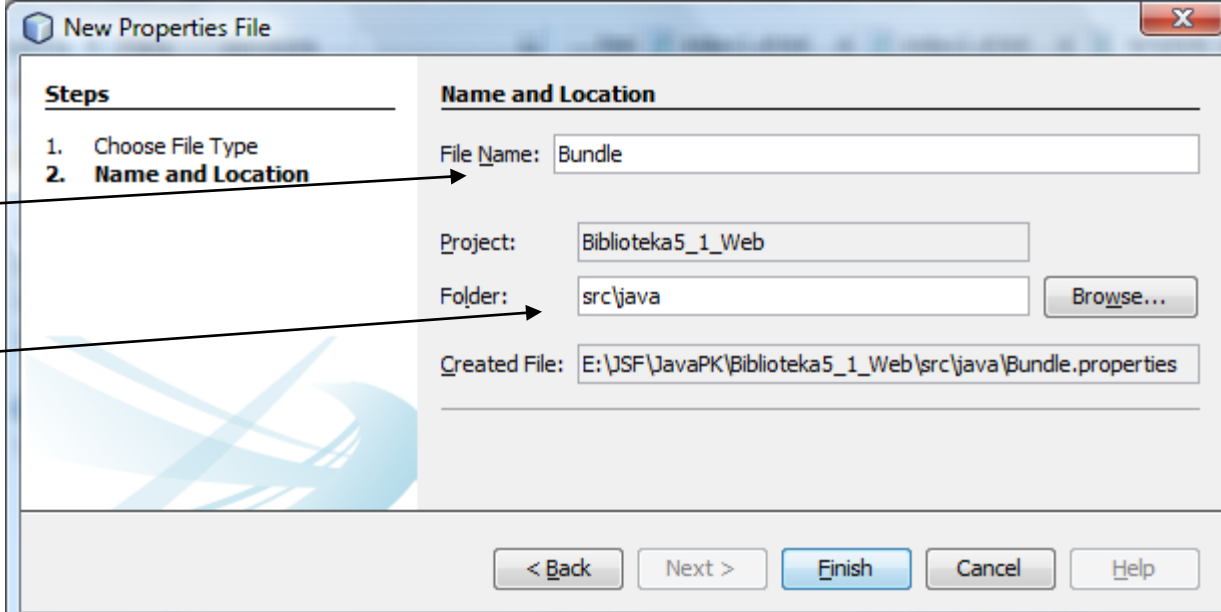 New Properties File
Steps
1. Choose File Type
2. Name and Location
Name and Location
File Name: Bundle
Project: Biblioteka5_1_Web
Folder: src\java Browse...
Created File: E:\JSF\JavaPK\Biblioteka5_1_Web\src\java\Bundle.properties
< Back Next > Finish Cancel Help